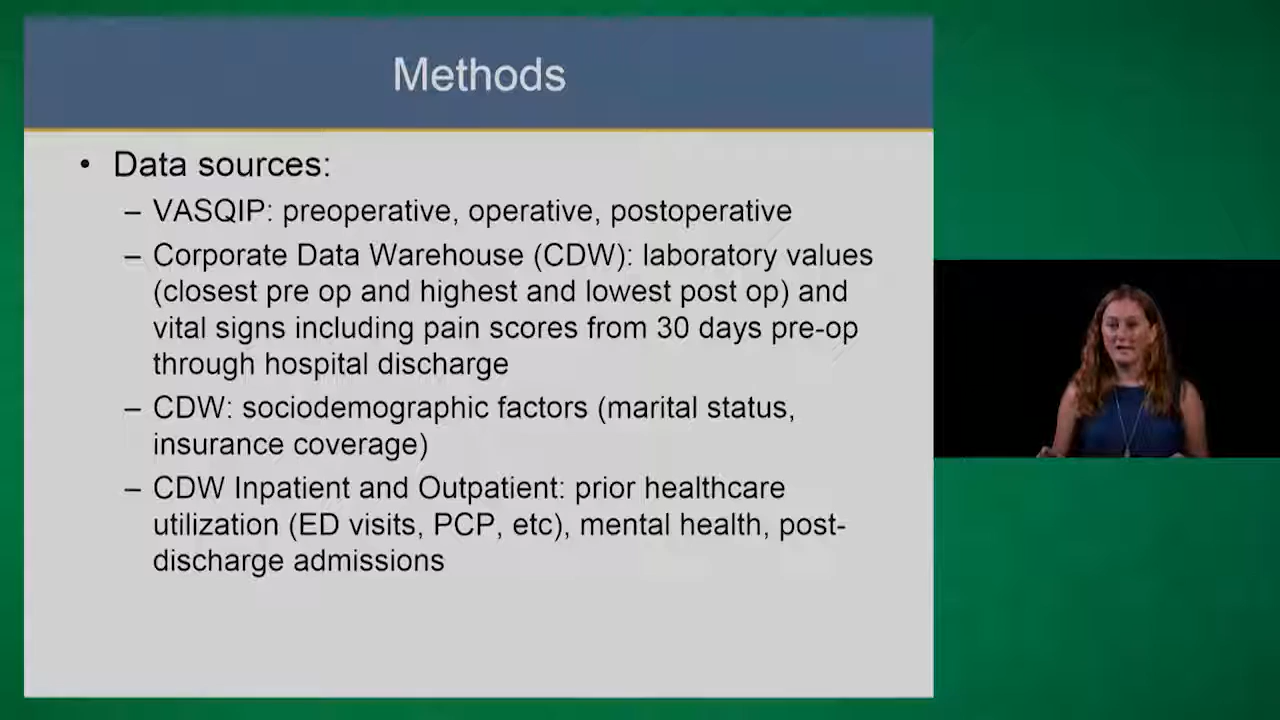 Methods
• Data sources:
– VASQIP: preoperative, operative, postoperative
– Corporate Data Warehouse (CDW): laboratory values
(closest pre op and highest and lowest post op) and
vital signs including pain scores from 30 days pre-op
through hospital discharge
– CDW: sociodemographic factors (marital status,
insurance coverage)
– CDW Inpatient and Outpatient: prior healthcare
utilization (ED visits, PCP, etc), mental health, post-
discharge admissions